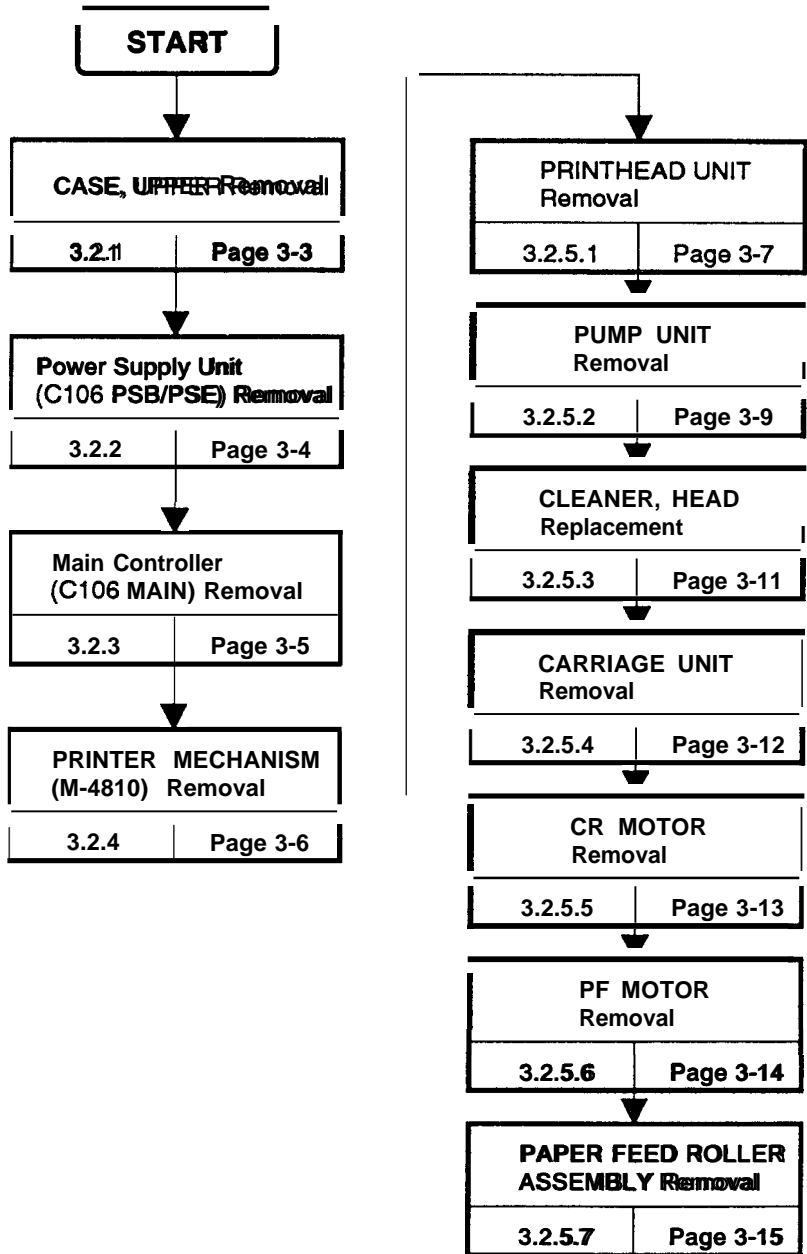 START
CASE, UPPER Removal
3.2.1 Page 3-3
Power Supply Unit
(C106 PSB/PSE) Removal
3.2.2 Page 3-4
Main Controller
(C106 MAIN) Removal
3.2.3 Page 3-5
PRINTER MECHANISM
(M-4810) Removal
3.2.4 Page 3-6
PRINTHEAD UNIT
Removal
3.2.5.1 Page 3-7
PUMP UNIT
Removal
3.2.5.2 Page 3-9
CLEANER, HEAD
Replacement
3.2.5.3 Page 3-11
CARRIAGE UNIT
Removal
3.2.5.4 Page 3-12
CR MOTOR
Removal
3.2.5.5 Page 3-13
PF MOTOR
Removal
3.2.5.6 Page 3-14
PAPER FEED ROLLER
ASSEMBLY Removal
3.2.5.7 Page 3-15